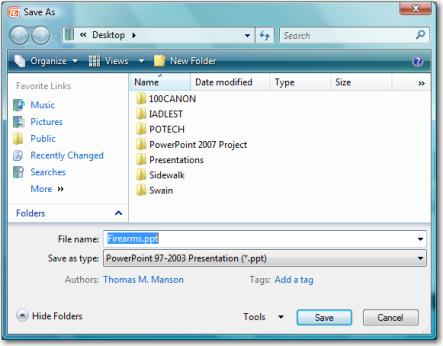 Save As
« Desktop
Search
Organize Views New Folder
Favorite Links
Name Date modified Type Size »
Music
Pictures
Public
Recently Changed
Searches
More »
Folders
100CANON
IADLEST
POTECH
PowerPoint 2007 Project
Presentations
Sidewalk
Swain
File name: Firearms.ppt
Save as type: PowerPoint 97-2003 Presentation (*.ppt)
Authors: Thomas M. Manson Tags: Add a tag
Hide Folders Tools Save Cancel